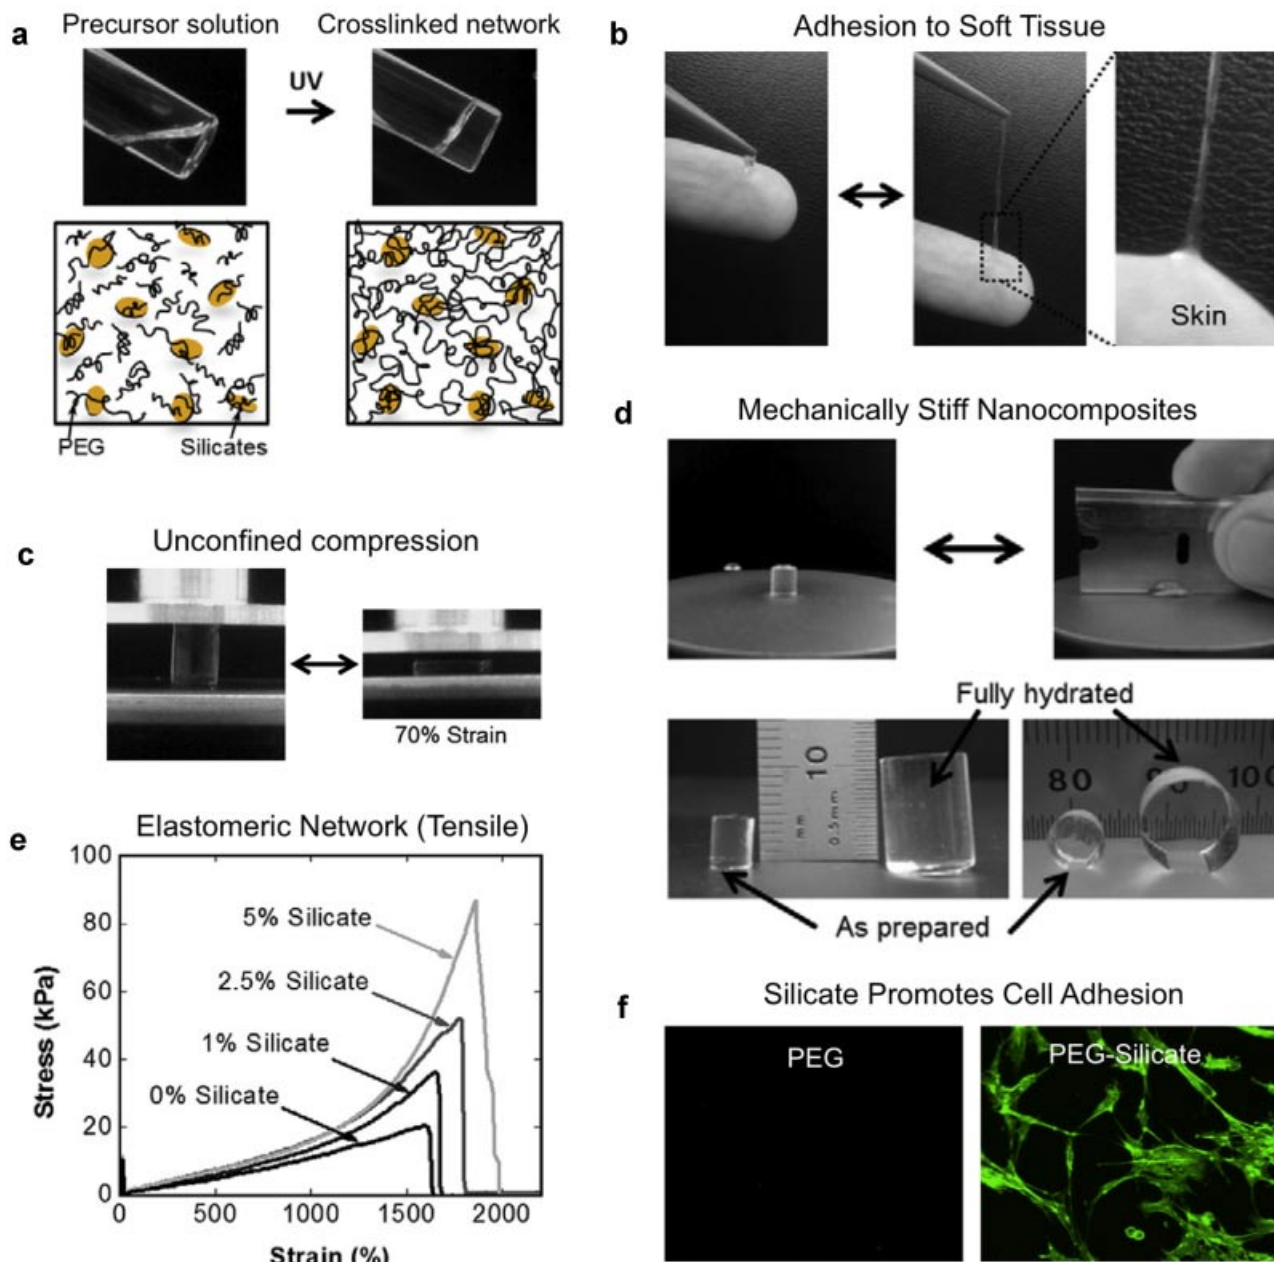 a
Precursor solution
Crosslinked network
UV
PEG
Silicates
b
Adhesion to Soft Tissue
Skin
c
Unconfined compression
70% Strain
d
Mechanically Stiff Nanocomposites
Fully hydrated
10
mm
0.5mm
80
90
100
As prepared
e
Elastomeric Network (Tensile)
100
80
60
40
20
0
5% Silicate
2.5% Silicate
1% Silicate
0% Silicate
Stress (kPa)
0
500
1000
1500
2000
Strain (%)
f
Silicate Promotes Cell Adhesion
PEG
PEG-Silicate